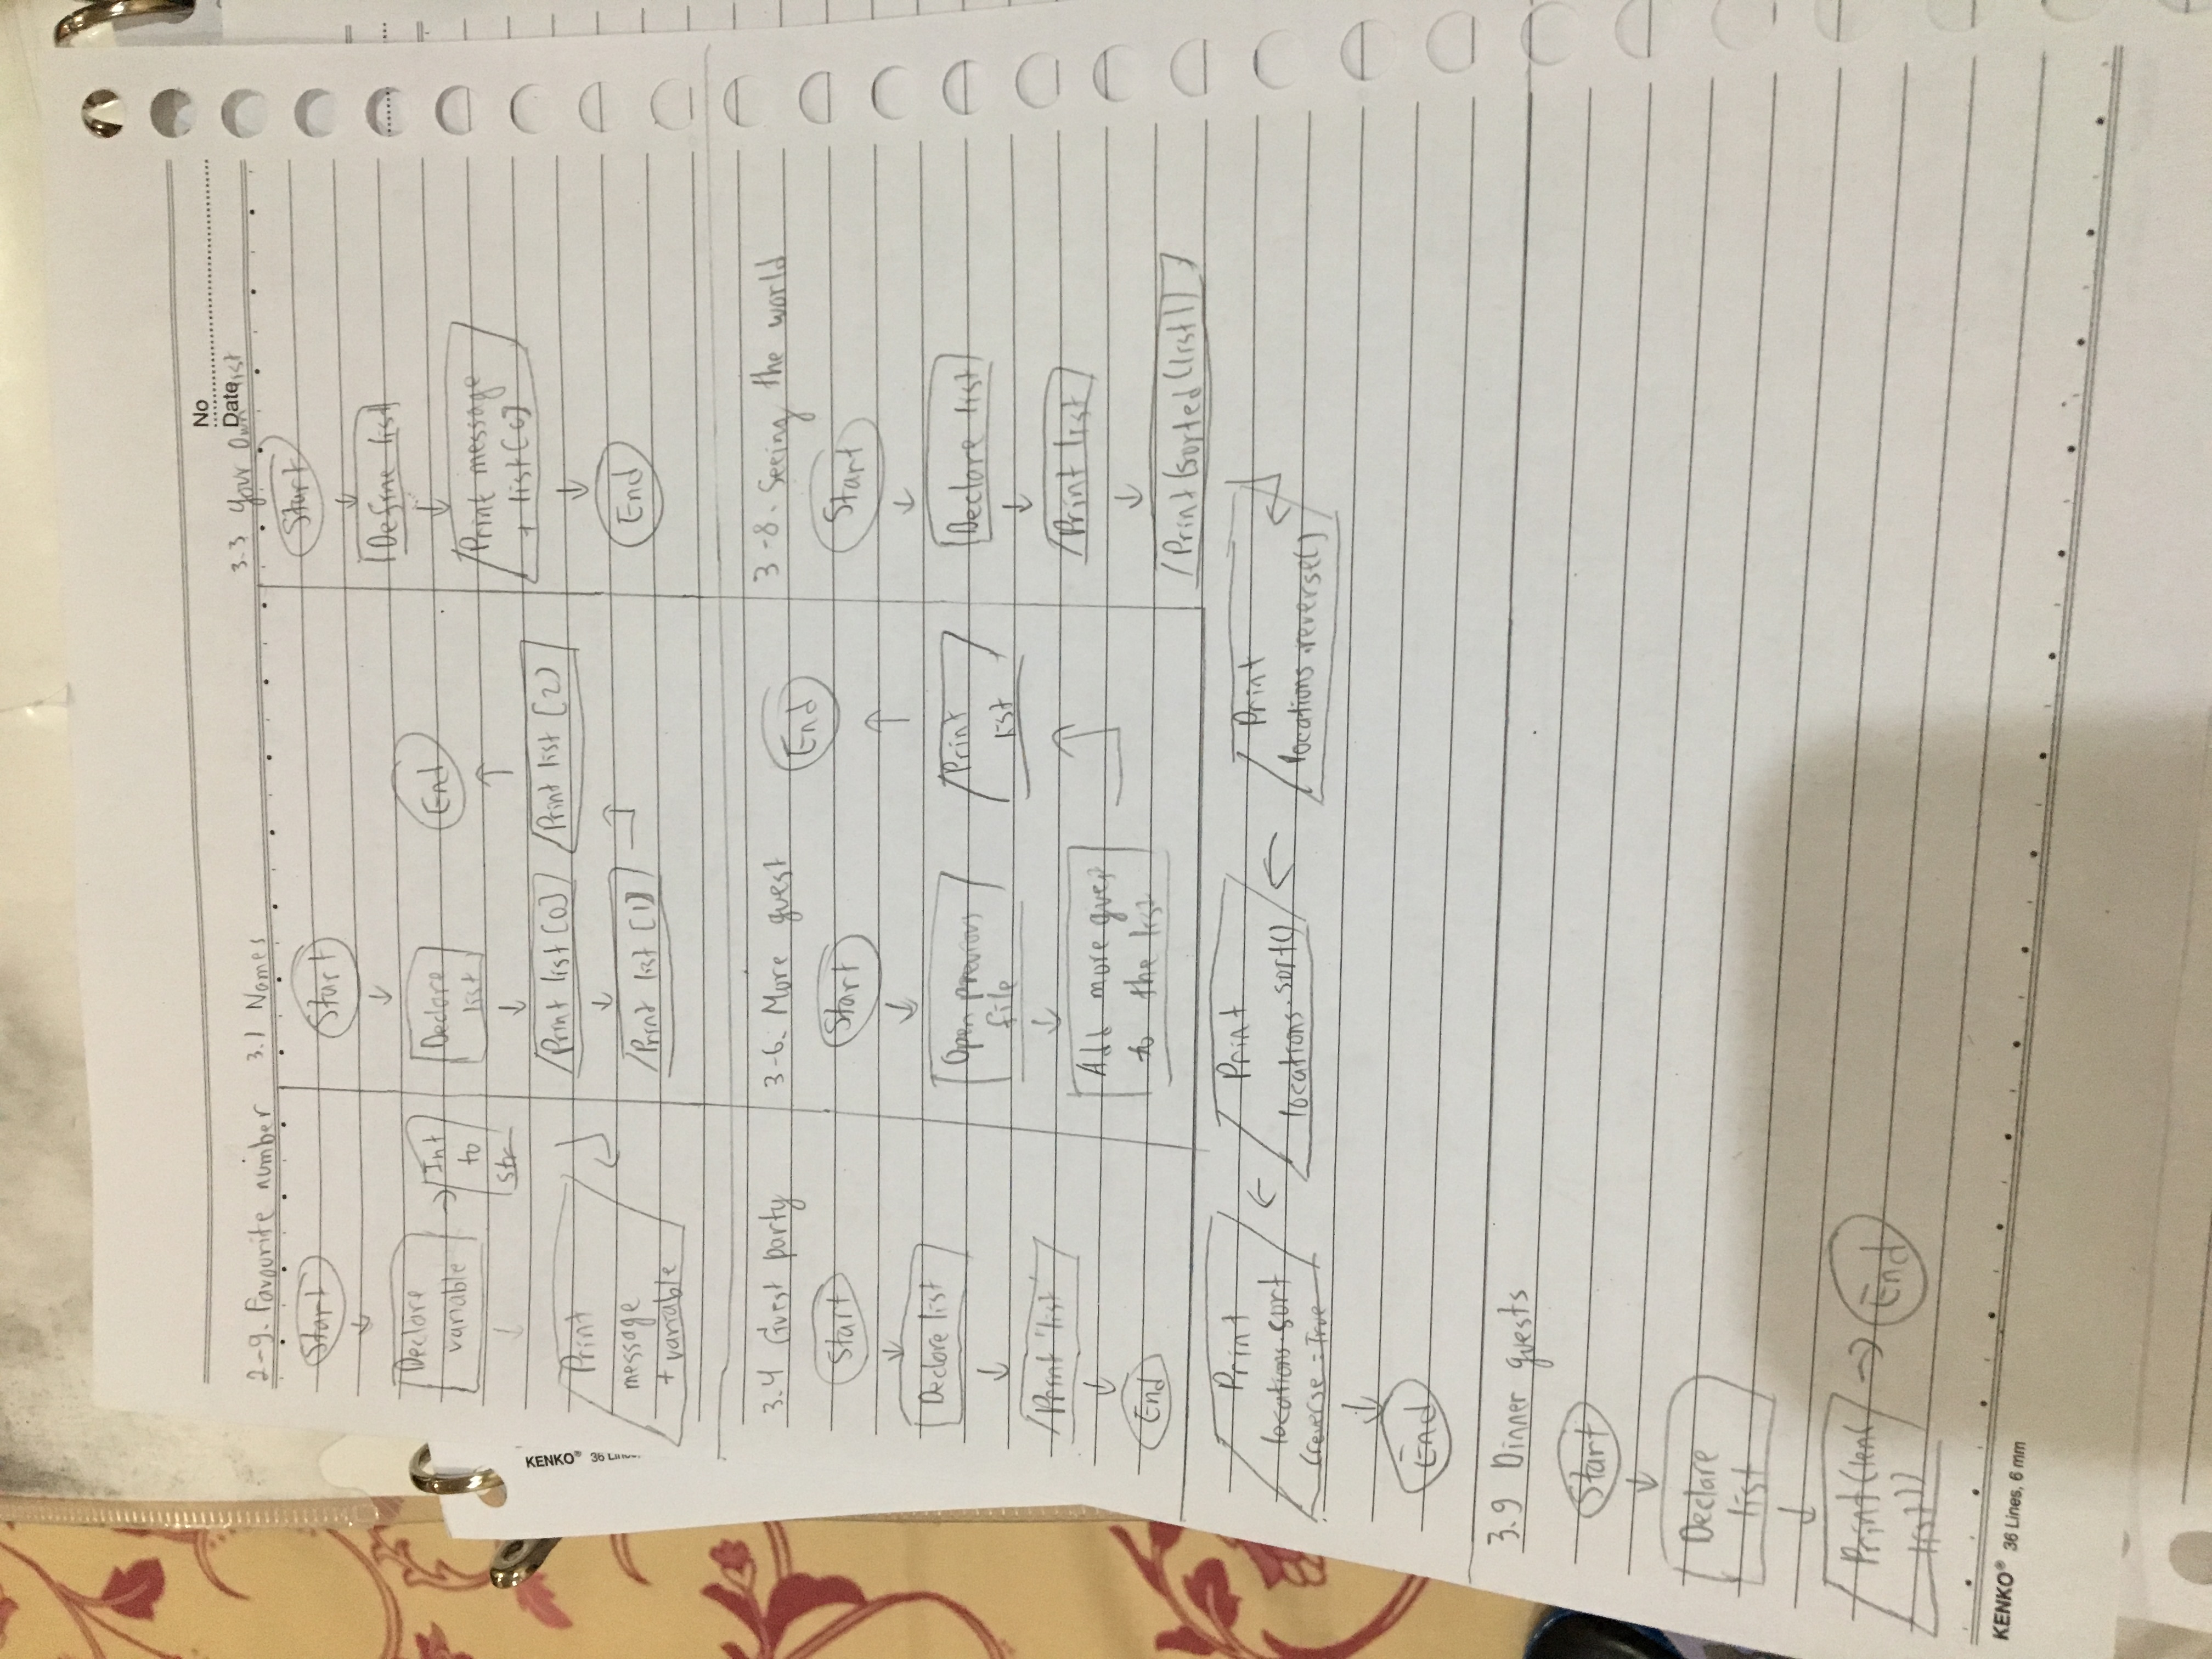 No
Date
2-9. Favourite number
Start
Declare
variable
Int
to
str
Print
message
+ variable
3.1 Names
Start
Declare
list
Print list [0]
Print list [1]
Print list [2]
End
3.3 Your Own list
Start
Define list
Print message
+ list[0]
End
KENKO® 36 Lines,
3.4 Guest party
Start
Declare list
Print 'list'
End
3-6. More guest
Start
Open previous
file
Add more gues
to the list
Print
list
End
3-8. Seeing the world
Start
Declare list
Print list
Print (sorted (list))
Print
locations.reverse()
Print
locations.sort()
Print
locations.sort
(reverse = True
End
3.9 Dinner guests
Start
Declare
list
Print(len(
list))
End
KENKO® 36 Lines, 6 mm